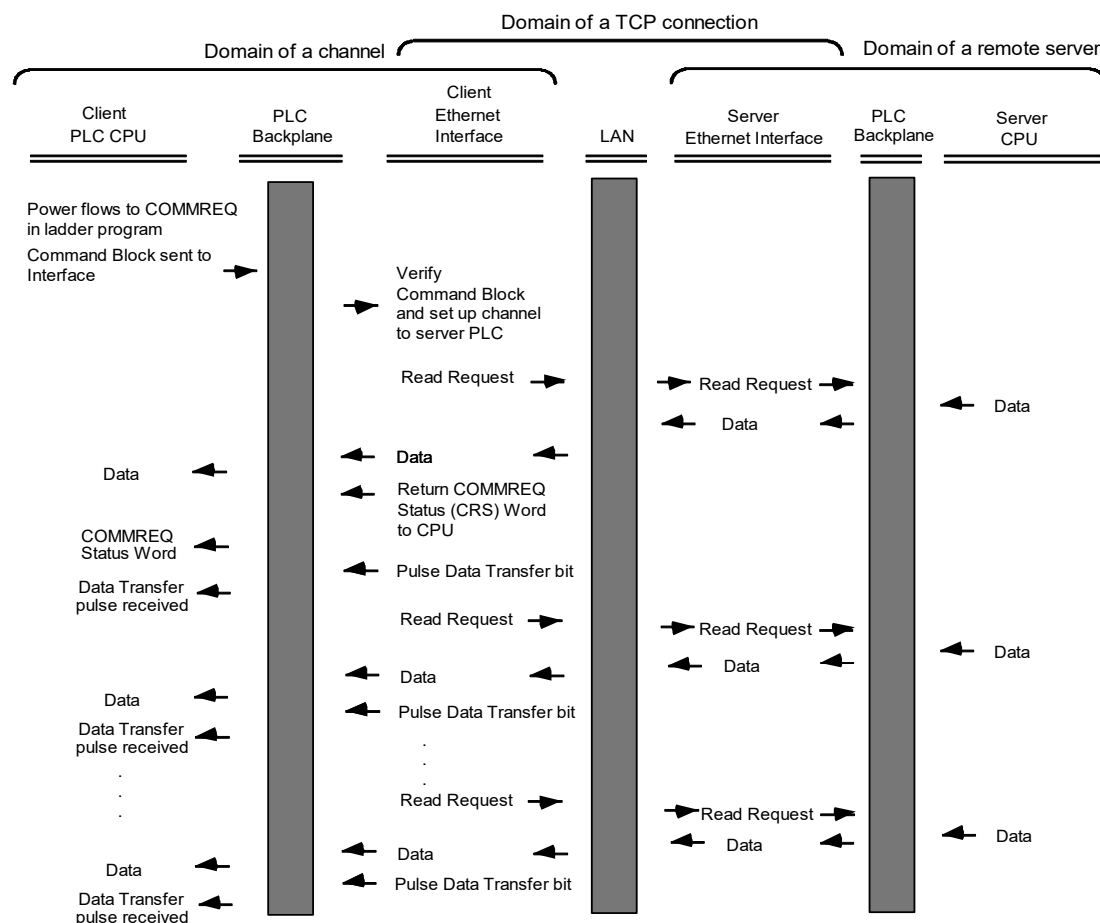 Domain of a TCP connection
Domain of a channel
Domain of a remote server
Client
PLC CPU
PLC
Backplane
Client
Ethernet
Interface
LAN
Server
Ethernet Interface
PLC
Backplane
Server
CPU
Power flows to COMMREQ
in ladder program
Command Block sent to
Interface
Verify
Command Block
and set up channel
to server PLC
Read Request
Read Request
Data
Data
Data
Data
Return COMMREQ
Status (CRS) Word
to CPU
COMMREQ
Status Word
Pulse Data Transfer bit
Data Transfer
pulse received
Read Request
Read Request
Data
Data
Data
Data
Pulse Data Transfer bit
Data Transfer
pulse received
.
.
.
.
.
.
Read Request
Read Request
Data
Data
Data
Data
Pulse Data Transfer bit
Data Transfer
pulse received